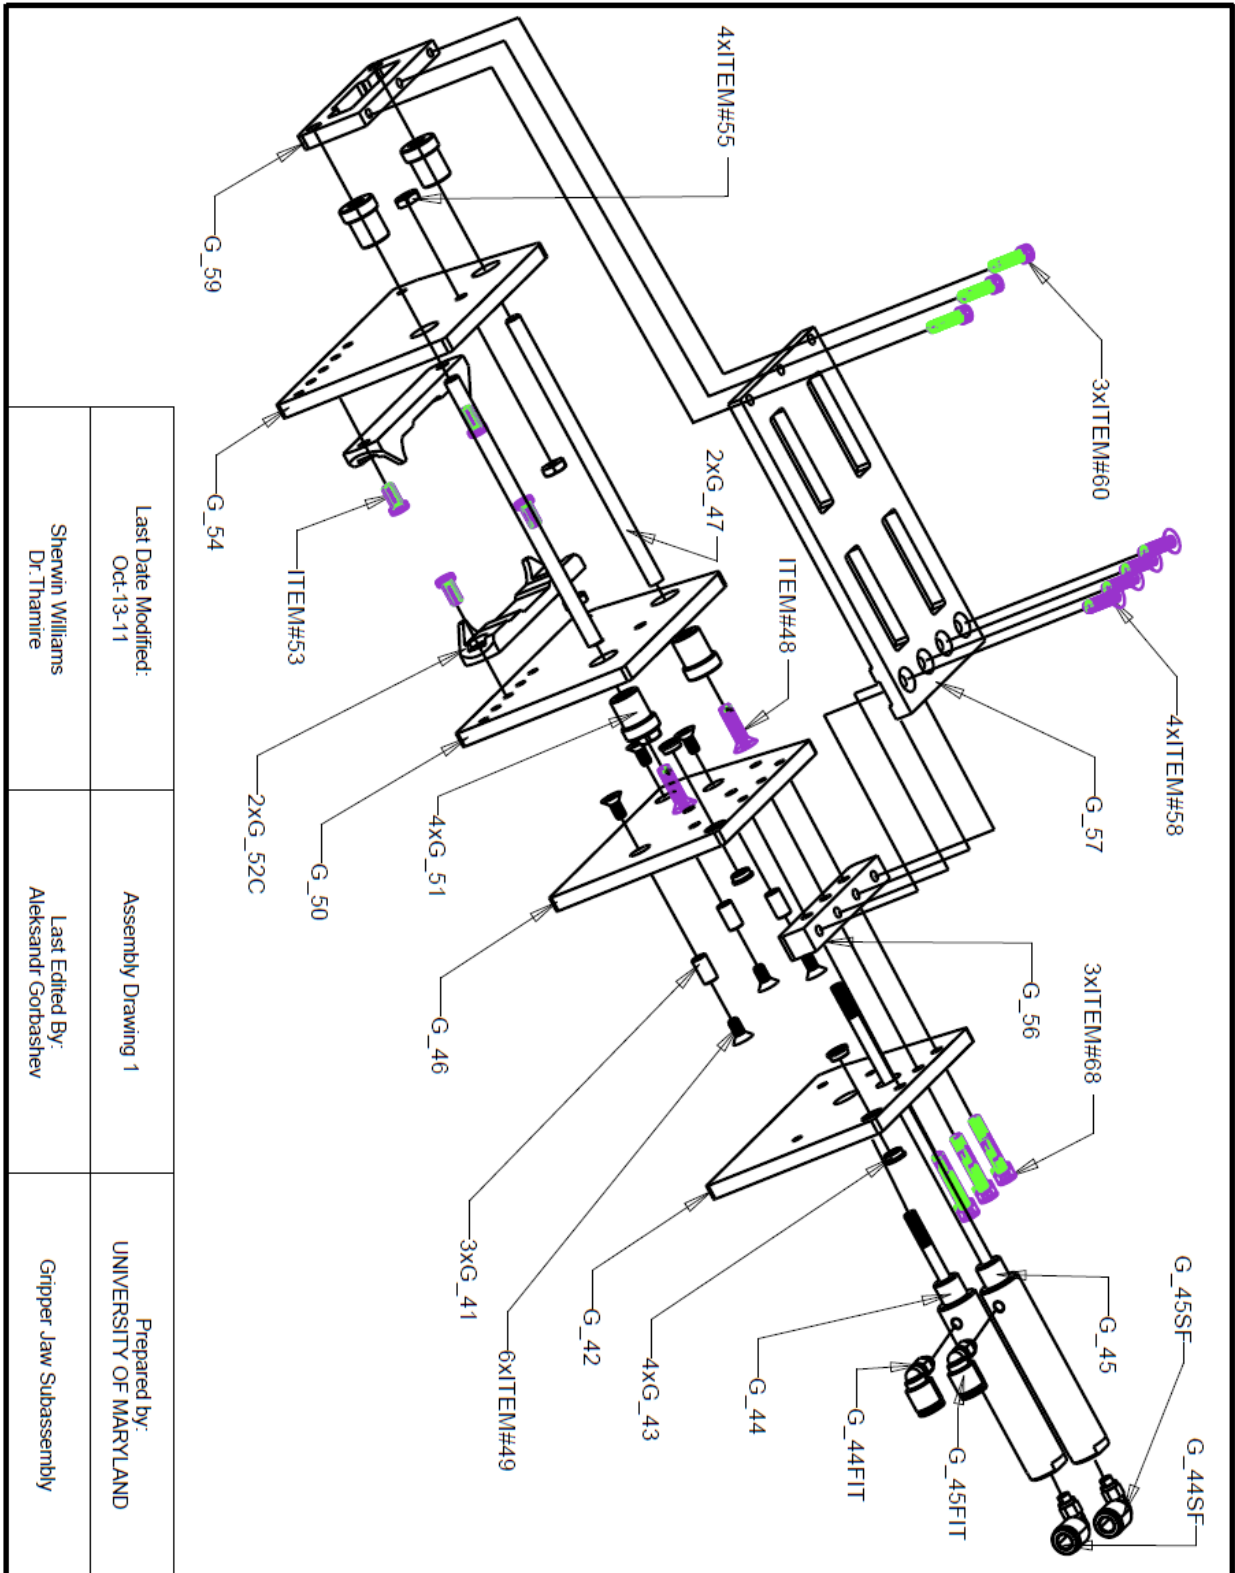 G_44SF
G_45SF
4xITEM#58
G_45
3xITEM#60
G_57
3xITEM#68
G_56
G_45FIT
G_44FIT
ITEM#48
G_44
4xITEM#55
2xG_47
4xG_43
G_42
6xITEM#49
3xG_41
4xG_51
G_46
G_50
ITEM#53
2xG_52C
G_54
G_59
Last Date Modified:
Oct-13-11
Assembly Drawing 1
Prepared by:
UNIVERSITY OF MARYLAND
Sherwin Williams
Dr.Thamire
Last Edited By:
Aleksandr Gorbashev
Gripper Jaw Subassembly